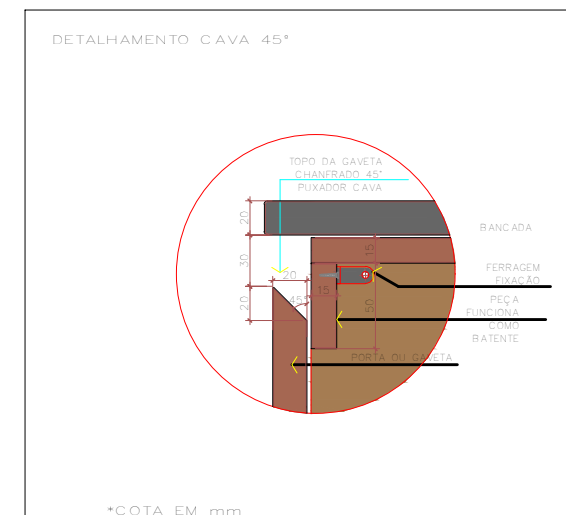 DETALHAMENTO CAVA 45°
TOPO DA GAVETA
CHANFRADO 45°
PUXADOR CAVA
20
BANCADA
30
15
20
FERRAGEM
FIXAÇÃO
15
20
45°
50
PEÇA
FUNCIONA
COMO
BATENTE
PORTA OU GAVETA
*COTA EM mm